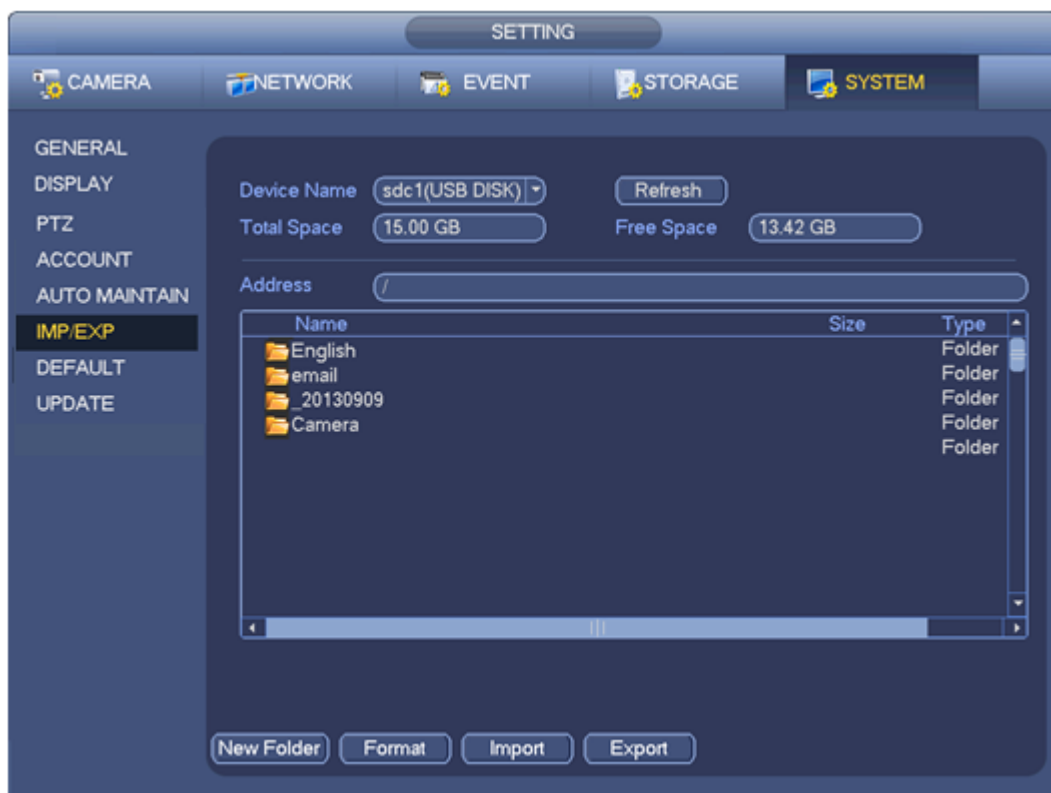 SETTING
CAMERA NETWORK EVENT STORAGE SYSTEM
GENERAL
DISPLAY
PTZ
ACCOUNT
AUTO MAINTAIN
IMP/EXP
DEFAULT
UPDATE
Device Name sdc1(USB DISK) Refresh
Total Space 15.00 GB Free Space 13.42 GB
Address /
Name Size Type
English Folder
email Folder
_20130909 Folder
Camera Folder
Folder
New Folder Format Import Export